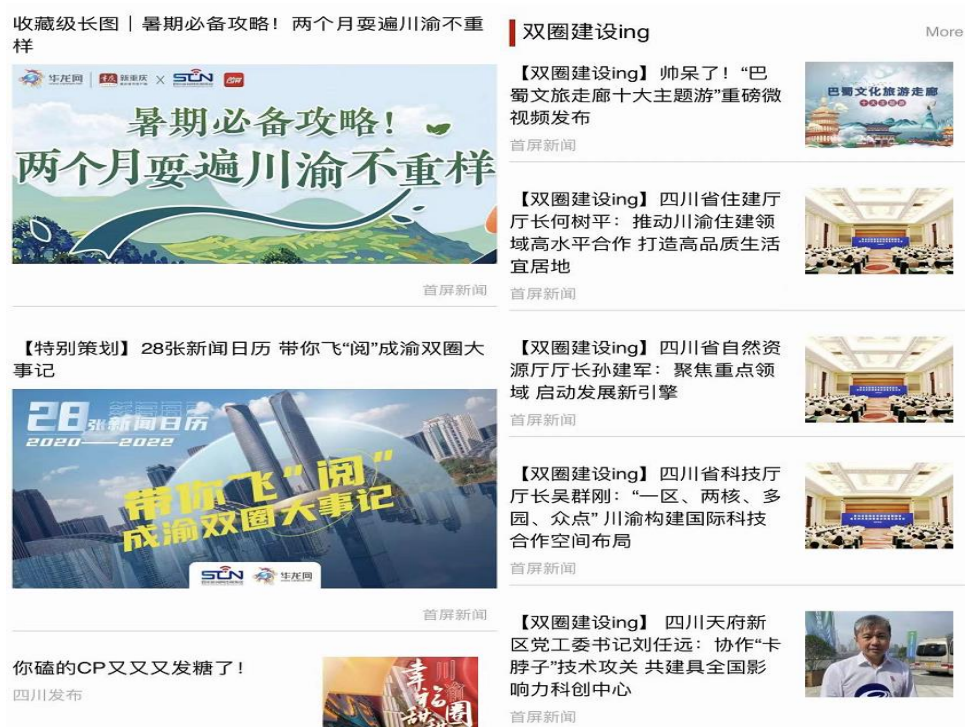 收藏级长图｜暑期必备攻略！两个月耍遍川渝不重
样
华龙网 新重庆 × SCN
暑期必备攻略！
两个月耍遍川渝不重样
首屏新闻
【特别策划】28张新闻日历 带你飞“阅”成渝双圈大
事记
28张新闻日历
2020——2022
带你飞“阅”
成渝双圈大事记
SCN 华龙网
首屏新闻
你磕的CP又又又发糖了！
四川发布
川渝
幸福圈
甜甜
双圈建设ing
More
【双圈建设ing】帅呆了！“巴
蜀文旅走廊十大主题游”重磅微
视频发布
首屏新闻
巴蜀文化旅游走廊
十大主题游
【双圈建设ing】四川省住建厅
厅长何树平：推动川渝住建领
域高水平合作 打造高品质生活
宜居地
首屏新闻
【双圈建设ing】四川省自然资
源厅厅长孙建军：聚焦重点领
域 启动发展新引擎
首屏新闻
【双圈建设ing】四川省科技厅
厅长吴群刚：“一区、两核、多
园、众点” 川渝构建国际科技
合作空间布局
首屏新闻
【双圈建设ing】 四川天府新
区党工委书记刘任远：协作“卡
脖子”技术攻关 共建具全国影
响力科创中心
首屏新闻